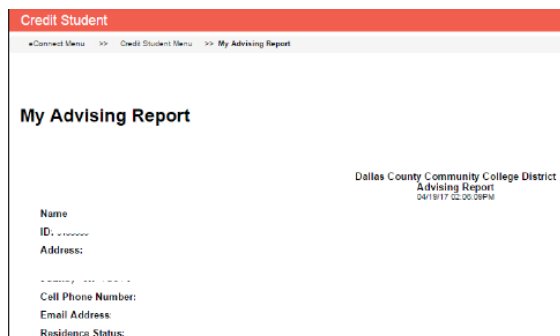 Credit Student
eConnect Menu >> Credit Student Menu >> My Advising Report
My Advising Report
Dallas County Community College District
Advising Report
04/19/17 02:06:09PM
Name
ID:
Address:
Cell Phone Number:
Email Address:
Residence Status: